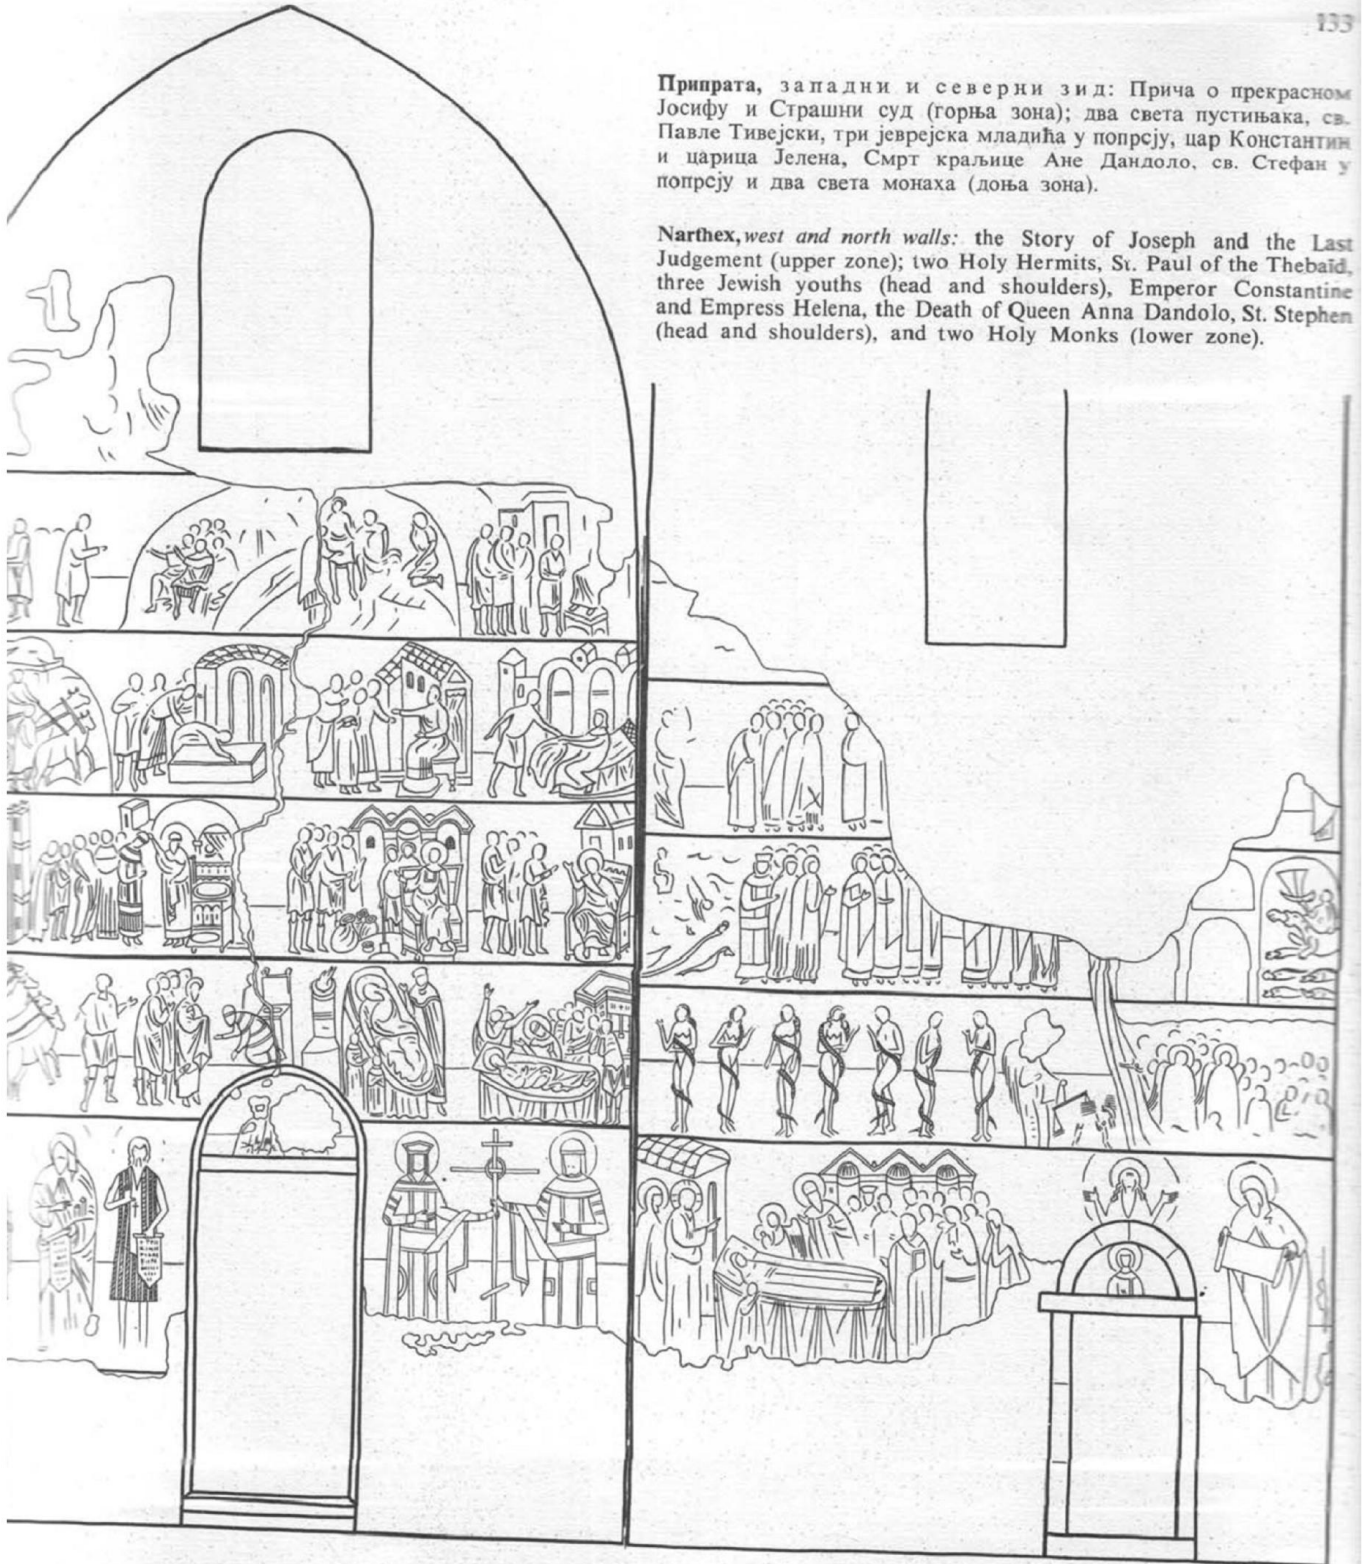 133
Припрата, западни и северни зид: Прича о прекрасном
Јосифу и Страшни суд (горња зона); два света пустињака, св.
Павле Тивејски, три јеврејска младића у попрсју, цар Константин
и царица Јелена, Смрт краљице Ане Дандоло, св. Стефан у
попрсју и два света монаха (доња зона).
Narthex, west and north walls: the Story of Joseph and the Last
Judgement (upper zone); two Holy Hermits, St. Paul of the Thebaïd,
three Jewish youths (head and shoulders), Emperor Constantine
and Empress Helena, the Death of Queen Anna Dandolo, St. Stephen
(head and shoulders), and two Holy Monks (lower zone).